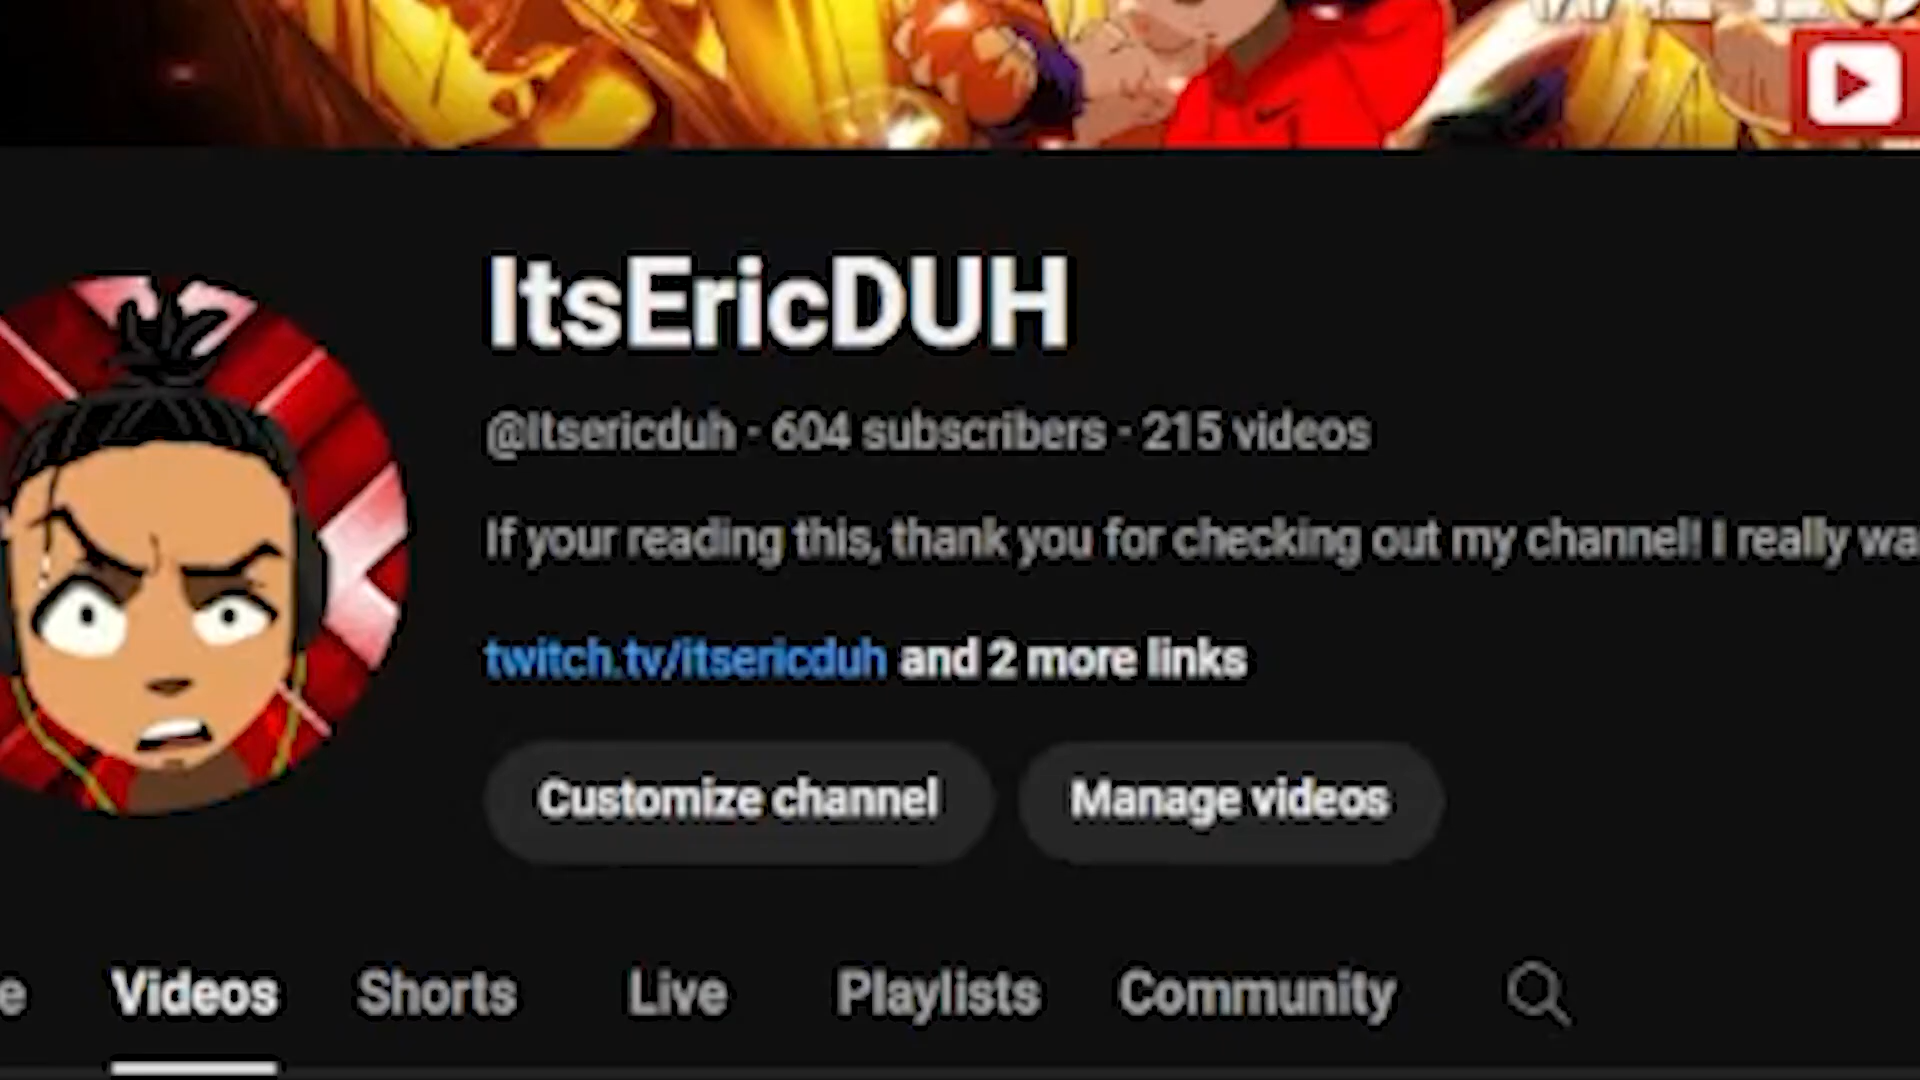 ItsEricDUH
@Itsericduh · 604 subscribers · 215 videos
If your reading this, thank you for checking out my channel! I really wa
twitch.tv/itsericduh and 2 more links
Customize channel Manage videos
e Videos Shorts Live Playlists Community